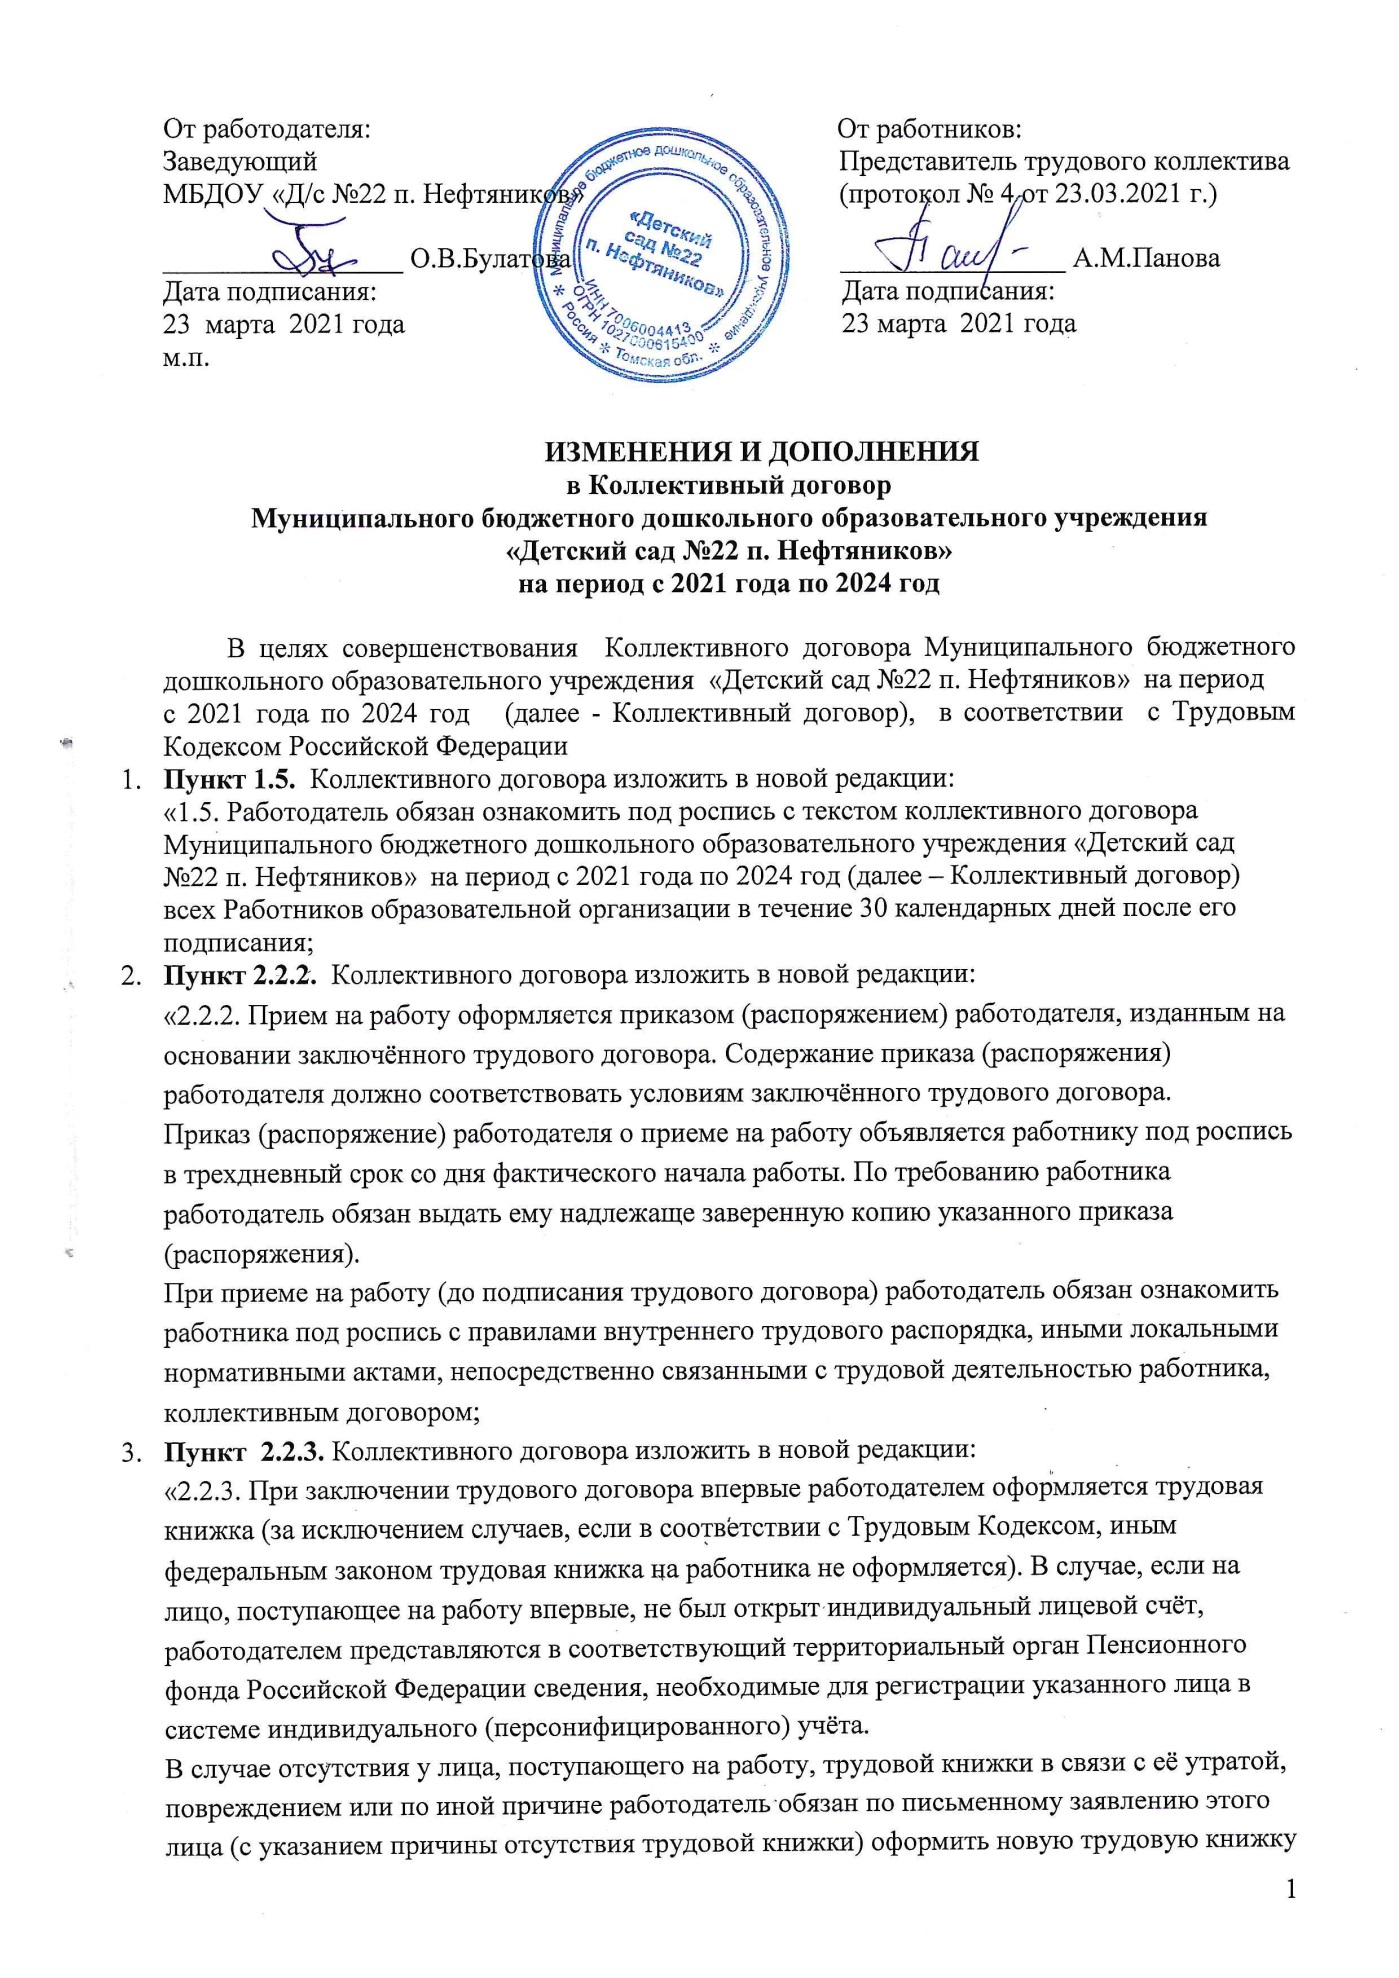 От работодателя:
Заведующий
МБДОУ «Д/с №22 п. Нефтяников»
О.В.Булатова
Дата подписания:
23 марта 2021 года
м.п.
От работников:
Представитель трудового коллектива
(протокол № 4 от 23.03.2021 г.)
А.М.Панова
Дата подписания:
23 марта 2021 года
Муниципальное бюджетное дошкольное образовательное учреждение
«Детский
сад №22
п. Нефтяников»
ИНН 7006004413
ОГРН 1027000615400
Россия * Томская обл. *
ИЗМЕНЕНИЯ И ДОПОЛНЕНИЯ
в Коллективный договор
Муниципального бюджетного дошкольного образовательного учреждения
«Детский сад №22 п. Нефтяников»
на период с 2021 года по 2024 год
В целях совершенствования Коллективного договора Муниципального бюджетного
дошкольного образовательного учреждения «Детский сад №22 п. Нефтяников» на период
с 2021 года по 2024 год (далее - Коллективный договор), в соответствии с Трудовым
Кодексом Российской Федерации
1. Пункт 1.5. Коллективного договора изложить в новой редакции:
«1.5. Работодатель обязан ознакомить под роспись с текстом коллективного договора
Муниципального бюджетного дошкольного образовательного учреждения «Детский сад
№22 п. Нефтяников» на период с 2021 года по 2024 год (далее – Коллективный договор)
всех Работников образовательной организации в течение 30 календарных дней после его
подписания;
2. Пункт 2.2.2. Коллективного договора изложить в новой редакции:
«2.2.2. Прием на работу оформляется приказом (распоряжением) работодателя, изданным на
основании заключённого трудового договора. Содержание приказа (распоряжения)
работодателя должно соответствовать условиям заключённого трудового договора.
Приказ (распоряжение) работодателя о приеме на работу объявляется работнику под роспись
в трехдневный срок со дня фактического начала работы. По требованию работника
работодатель обязан выдать ему надлежаще заверенную копию указанного приказа
(распоряжения).
При приеме на работу (до подписания трудового договора) работодатель обязан ознакомить
работника под роспись с правилами внутреннего трудового распорядка, иными локальными
нормативными актами, непосредственно связанными с трудовой деятельностью работника,
коллективным договором;
3. Пункт 2.2.3. Коллективного договора изложить в новой редакции:
«2.2.3. При заключении трудового договора впервые работодателем оформляется трудовая
книжка (за исключением случаев, если в соответствии с Трудовым Кодексом, иным
федеральным законом трудовая книжка на работника не оформляется). В случае, если на
лицо, поступающее на работу впервые, не был открыт индивидуальный лицевой счёт,
работодателем представляются в соответствующий территориальный орган Пенсионного
фонда Российской Федерации сведения, необходимые для регистрации указанного лица в
системе индивидуального (персонифицированного) учёта.
В случае отсутствия у лица, поступающего на работу, трудовой книжки в связи с её утратой,
повреждением или по иной причине работодатель обязан по письменному заявлению этого
лица (с указанием причины отсутствия трудовой книжки) оформить новую трудовую книжку
1